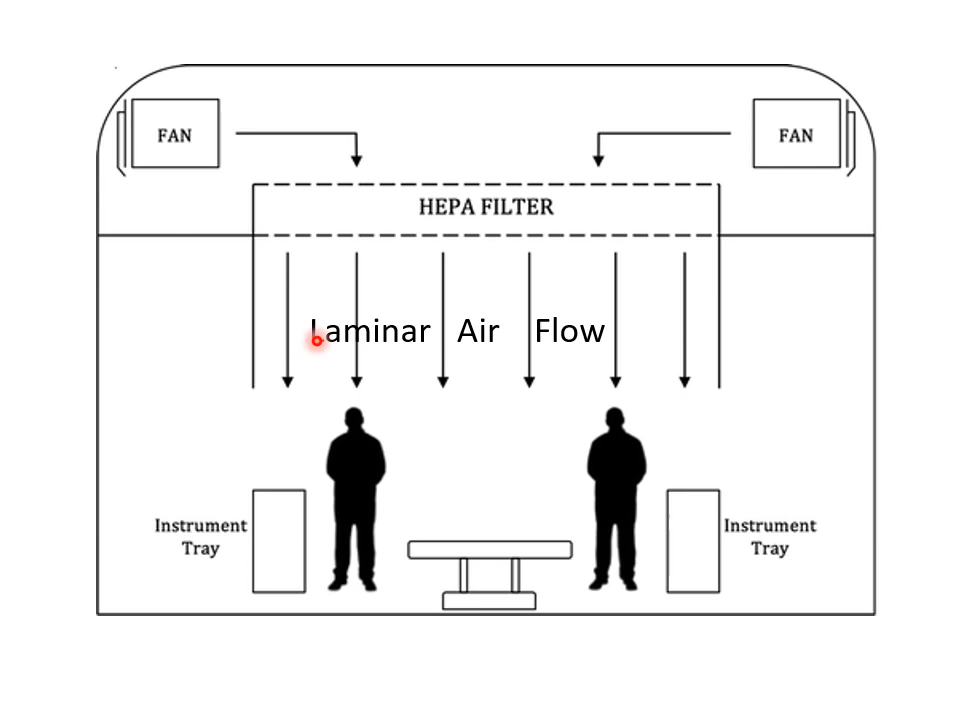 FAN
FAN
HEPA FILTER
Laminar Air Flow
Instrument
Tray
Instrument
Tray